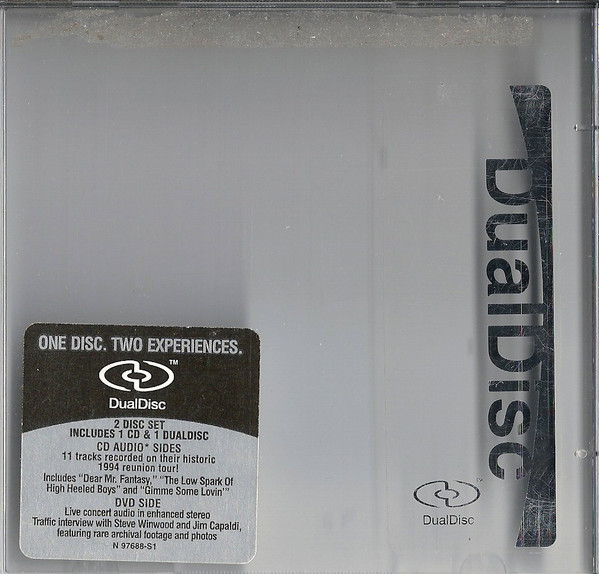 DualDisc
ONE DISC. TWO EXPERIENCES.
TM
DualDisc
2 DISC SET
INCLUDES 1 CD & 1 DUALDISC
CD AUDIO* SIDES
11 tracks recorded on their historic
1994 reunion tour!
Includes "Dear Mr. Fantasy," "The Low Spark Of
High Heeled Boys" and "Gimme Some Lovin'"
DVD SIDE
Live concert audio in enhanced stereo
Traffic interview with Steve Winwood and Jim Capaldi,
featuring rare archival footage and photos
N 97688-S1
DualDisc